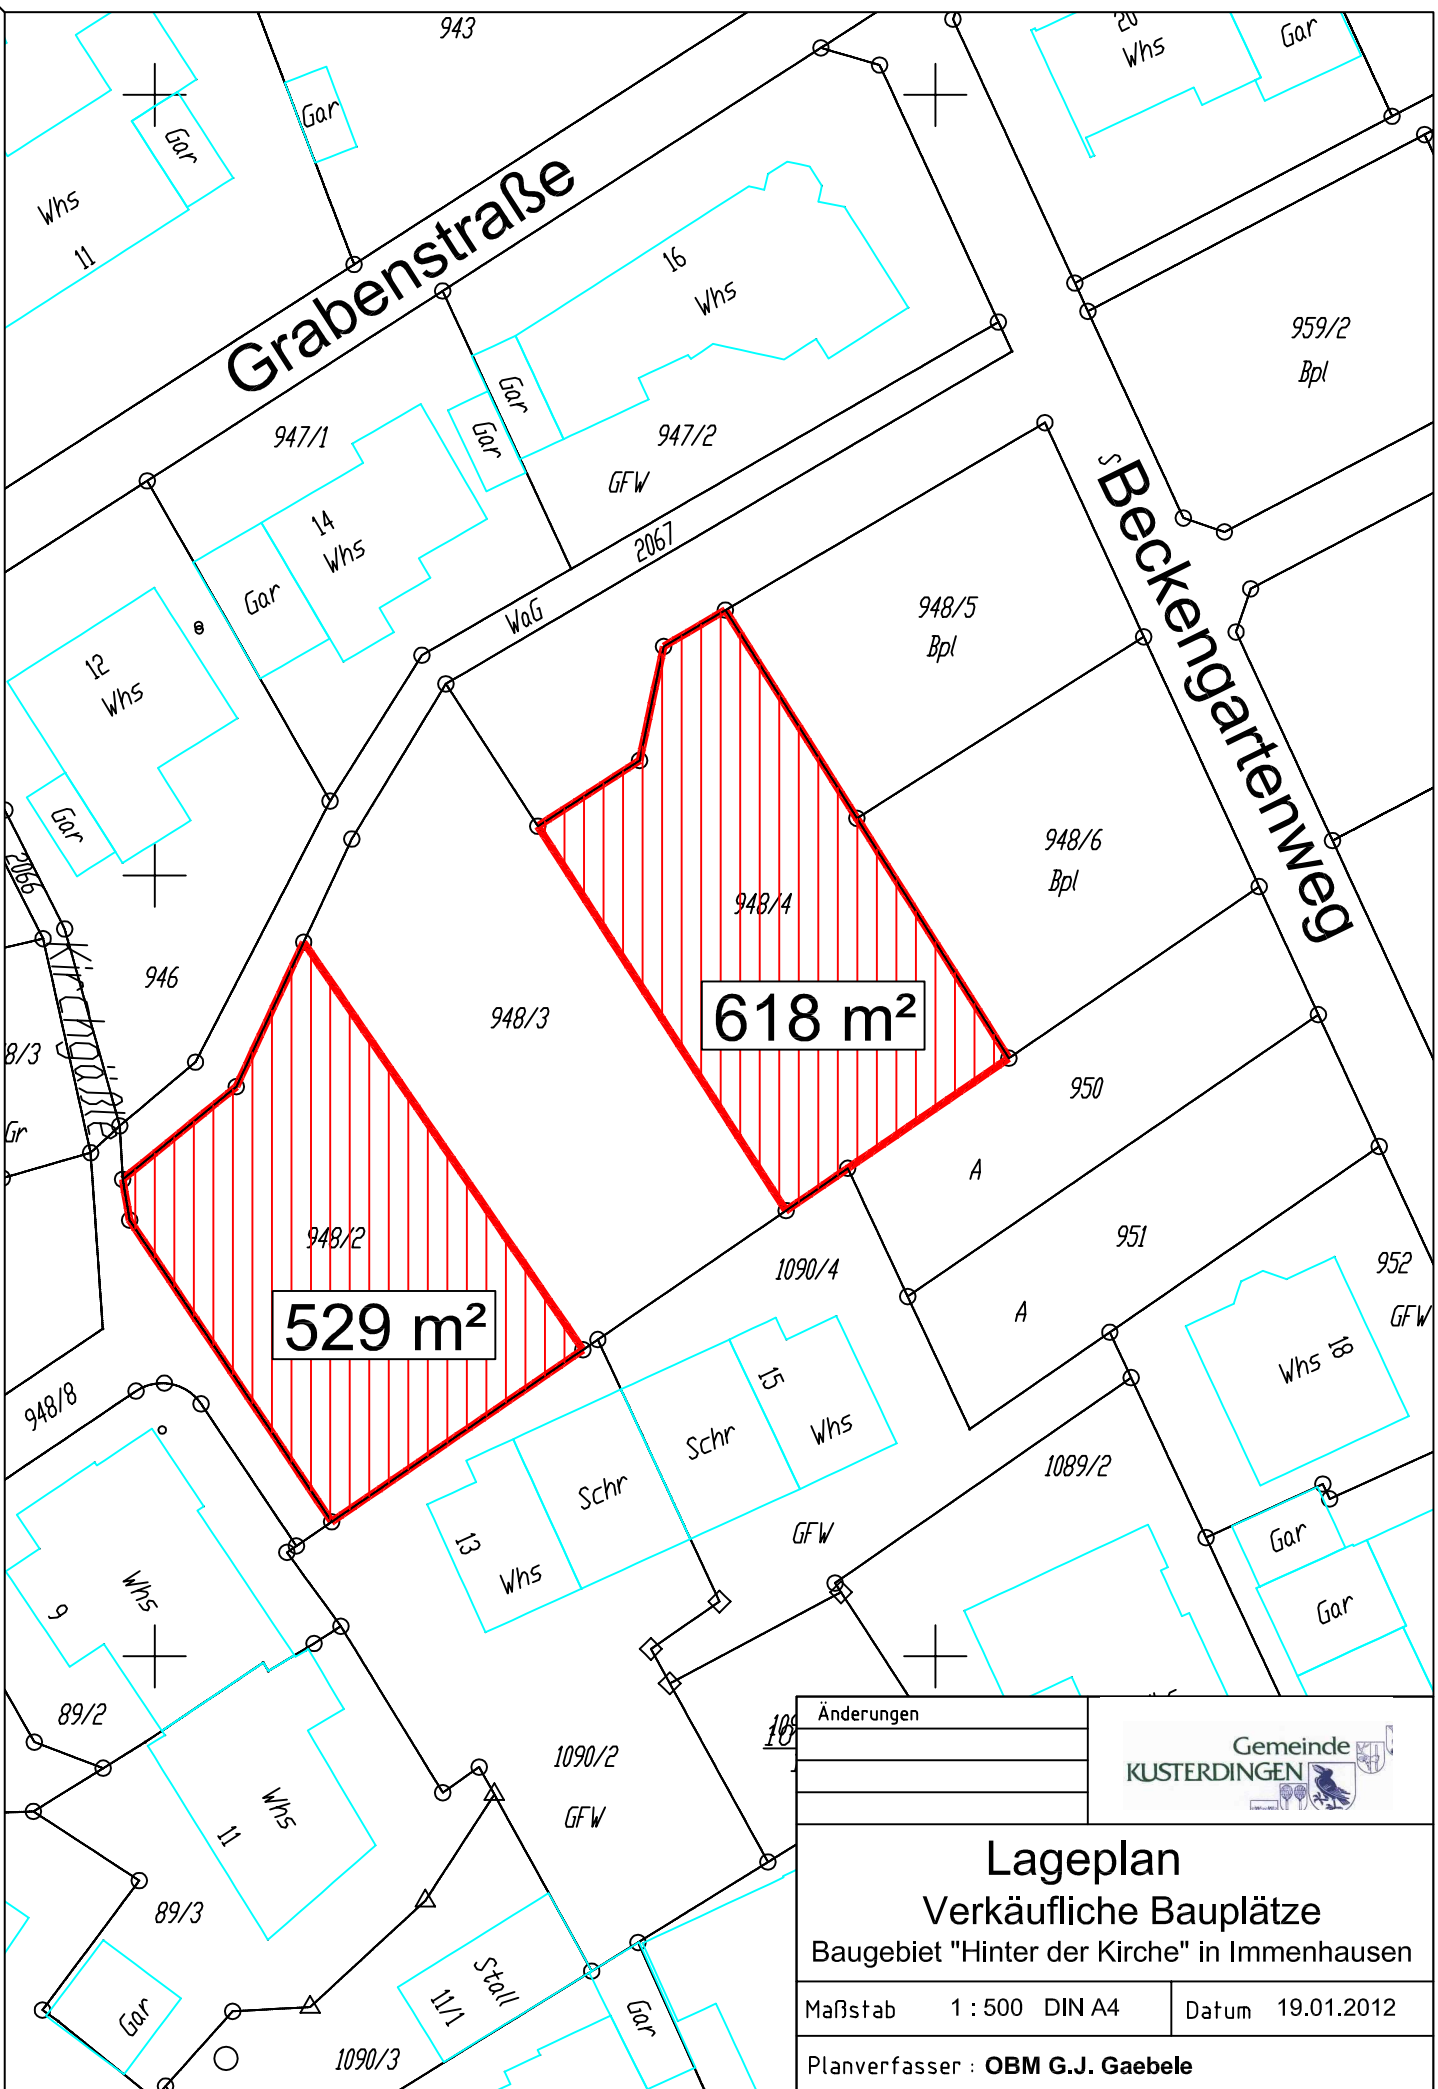 943
20
Whs
Gar
Gar
Gar
Whs
11
Grabenstraße
16
Whs
959/2
Bpl
947/1
Gar
Gar
947/2
GFW
14
Whs
Gar
2067
WaG
Beckengartenweg
948/5
Bpl
12
Whs
Gar
2066
Kirchgäßle
946
948/6
Bpl
948/4
618 m²
948/3
8/3
Gr
950
A
948/2
529 m²
951
1090/4
952
GFW
A
15
Whs
Schr
Schr
13
Whs
Whs 18
948/8
1089/2
GFW
Gar
Gar
9
Whs
89/2
1090/2
GFW
Whs
11
89/3
Gar
Stall
11/1
Gar
1090/3
Änderungen
Gemeinde
KUSTERDINGEN
Lageplan
Verkäufliche Bauplätze
Baugebiet "Hinter der Kirche" in Immenhausen
Maßstab 1 : 500 DIN A4
Datum 19.01.2012
Planverfasser : OBM G.J. Gaebele